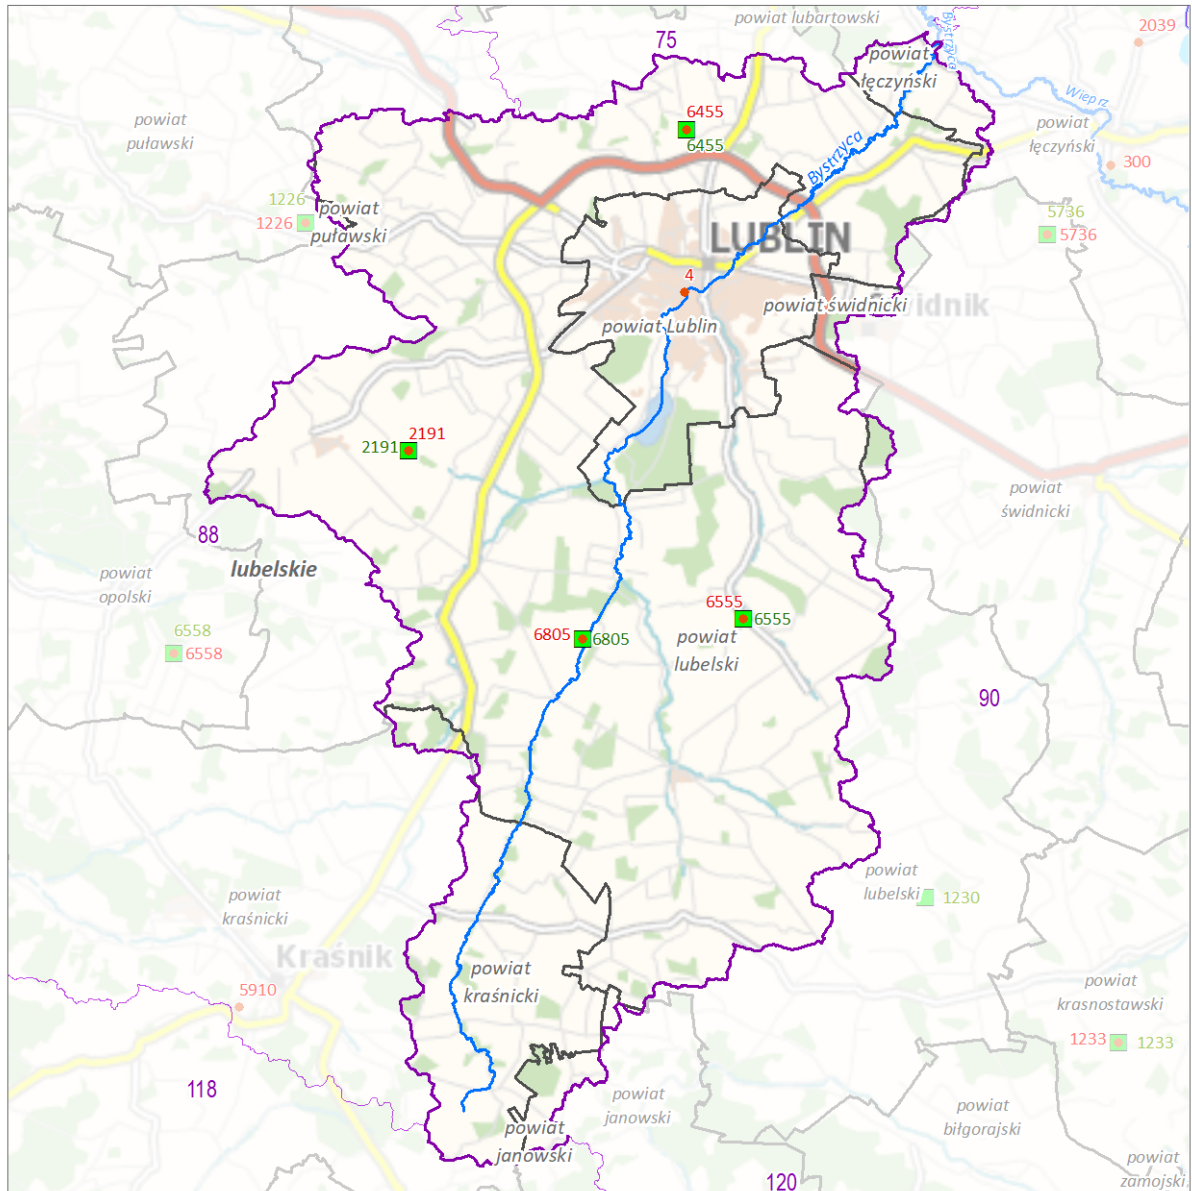 powiat lubartowski
2039
75
Bystrzyca
powiat
łęczyński
Wieprz
powiat
puławski
6455
6455
powiat
łęczyński
300
Bystrzyca
1226
1226
powiat
puławski
5736
5736
LUBLIN
4
powiat świdnicki
Świdnik
powiat Lublin
2191
2191
powiat
świdnicki
88
lubelskie
powiat
opolski
6555
6555
6558
6558
6805
6805
powiat
lubelski
90
powiat
lubelski
1230
powiat
kraśnicki
Kraśnik
powiat
kraśnicki
5910
powiat
krasnostawski
1233
1233
118
powiat
janowski
powiat
biłgorajski
powiat
janowski
powiat
zamojski
120